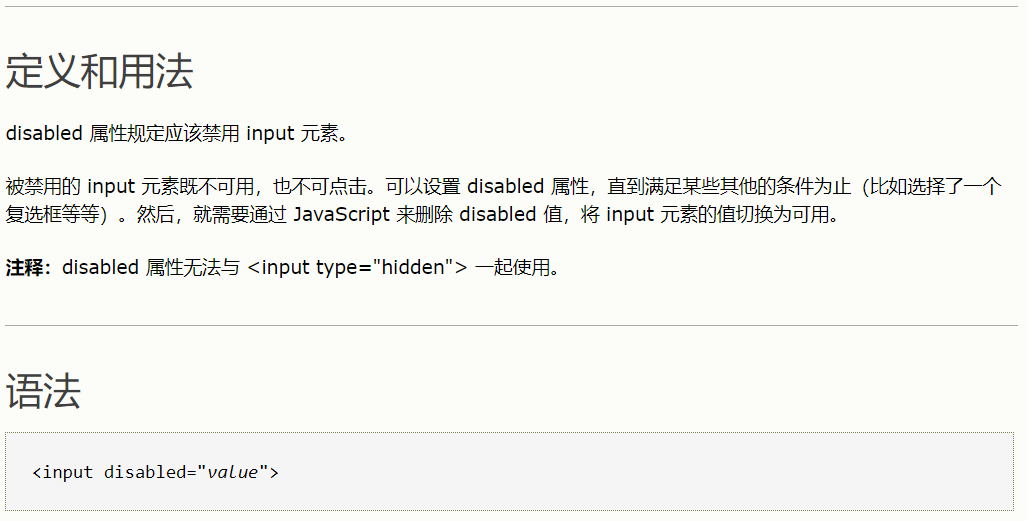 定义和用法
disabled 属性规定应该禁用 input 元素。
被禁用的 input 元素既不可用，也不可点击。可以设置 disabled 属性，直到满足某些其他的条件为止（比如选择了一个
复选框等等）。然后，就需要通过 JavaScript 来删除 disabled 值，将 input 元素的值切换为可用。
注释：disabled 属性无法与 <input type="hidden"> 一起使用。
语法
<input disabled="value">